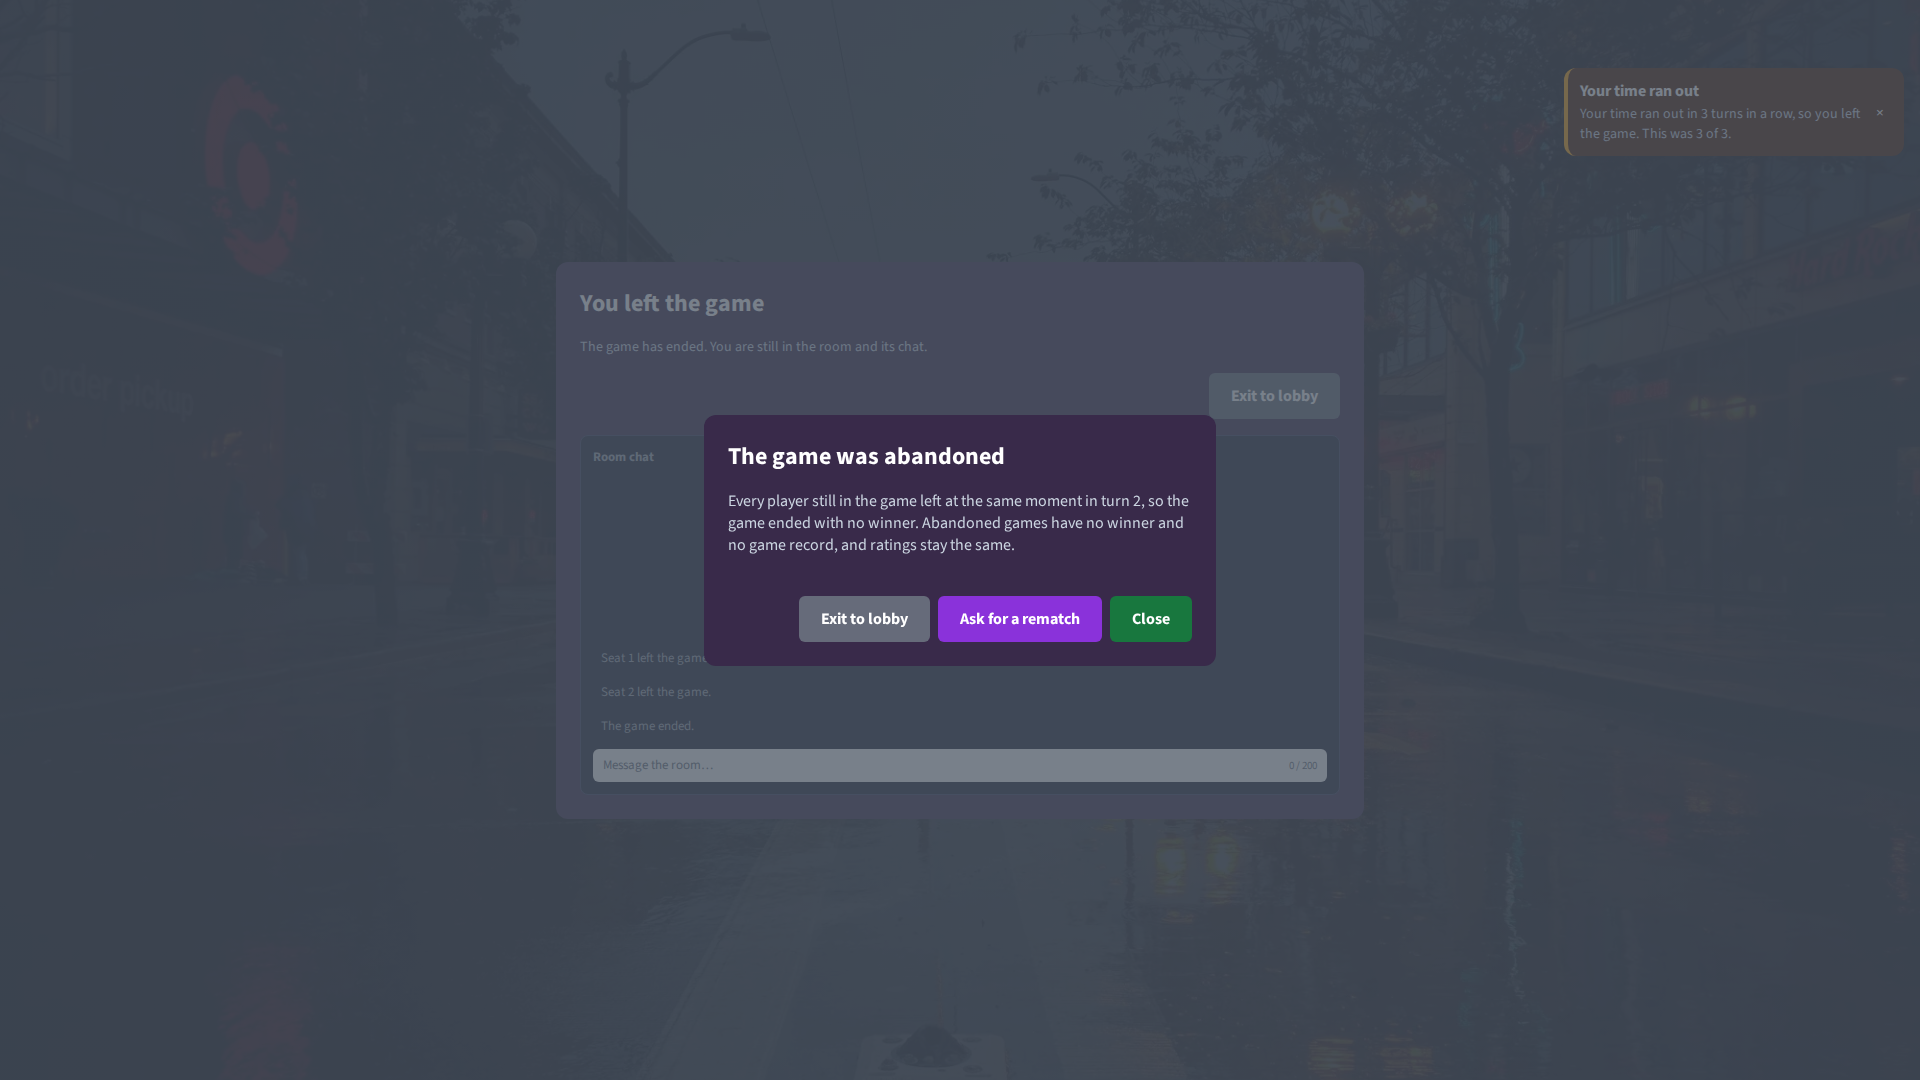 Your time ran out
Your time ran out in 3 turns in a row, so you left
the game. This was 3 of 3.
×
You left the game
The game has ended. You are still in the room and its chat.
Exit to lobby
Room chat
The game was abandoned
Every player still in the game left at the same moment in turn 2, so the
game ended with no winner. Abandoned games have no winner and
no game record, and ratings stay the same.
Exit to lobby
Ask for a rematch
Close
Seat 1 left the game
Seat 2 left the game.
The game ended.
Message the room…
0 / 200
order pickup